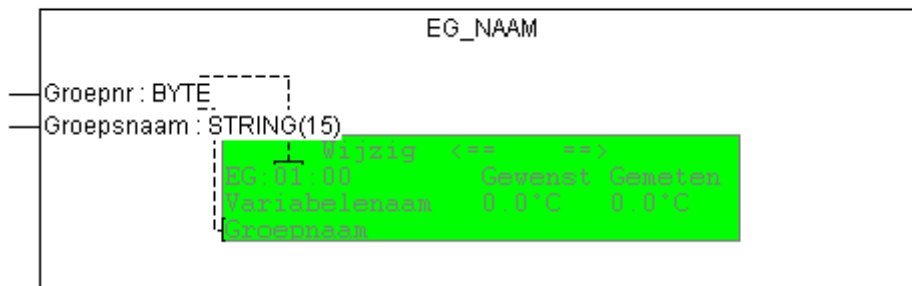 EG_NAAM
Groepnr : BYTE
Groepsnaam : STRING(15)
Wijzig <== ==>
EG:01:00 Gewenst Gemeten
Variabelenaam 0.0°C 0.0°C
Groepnaam